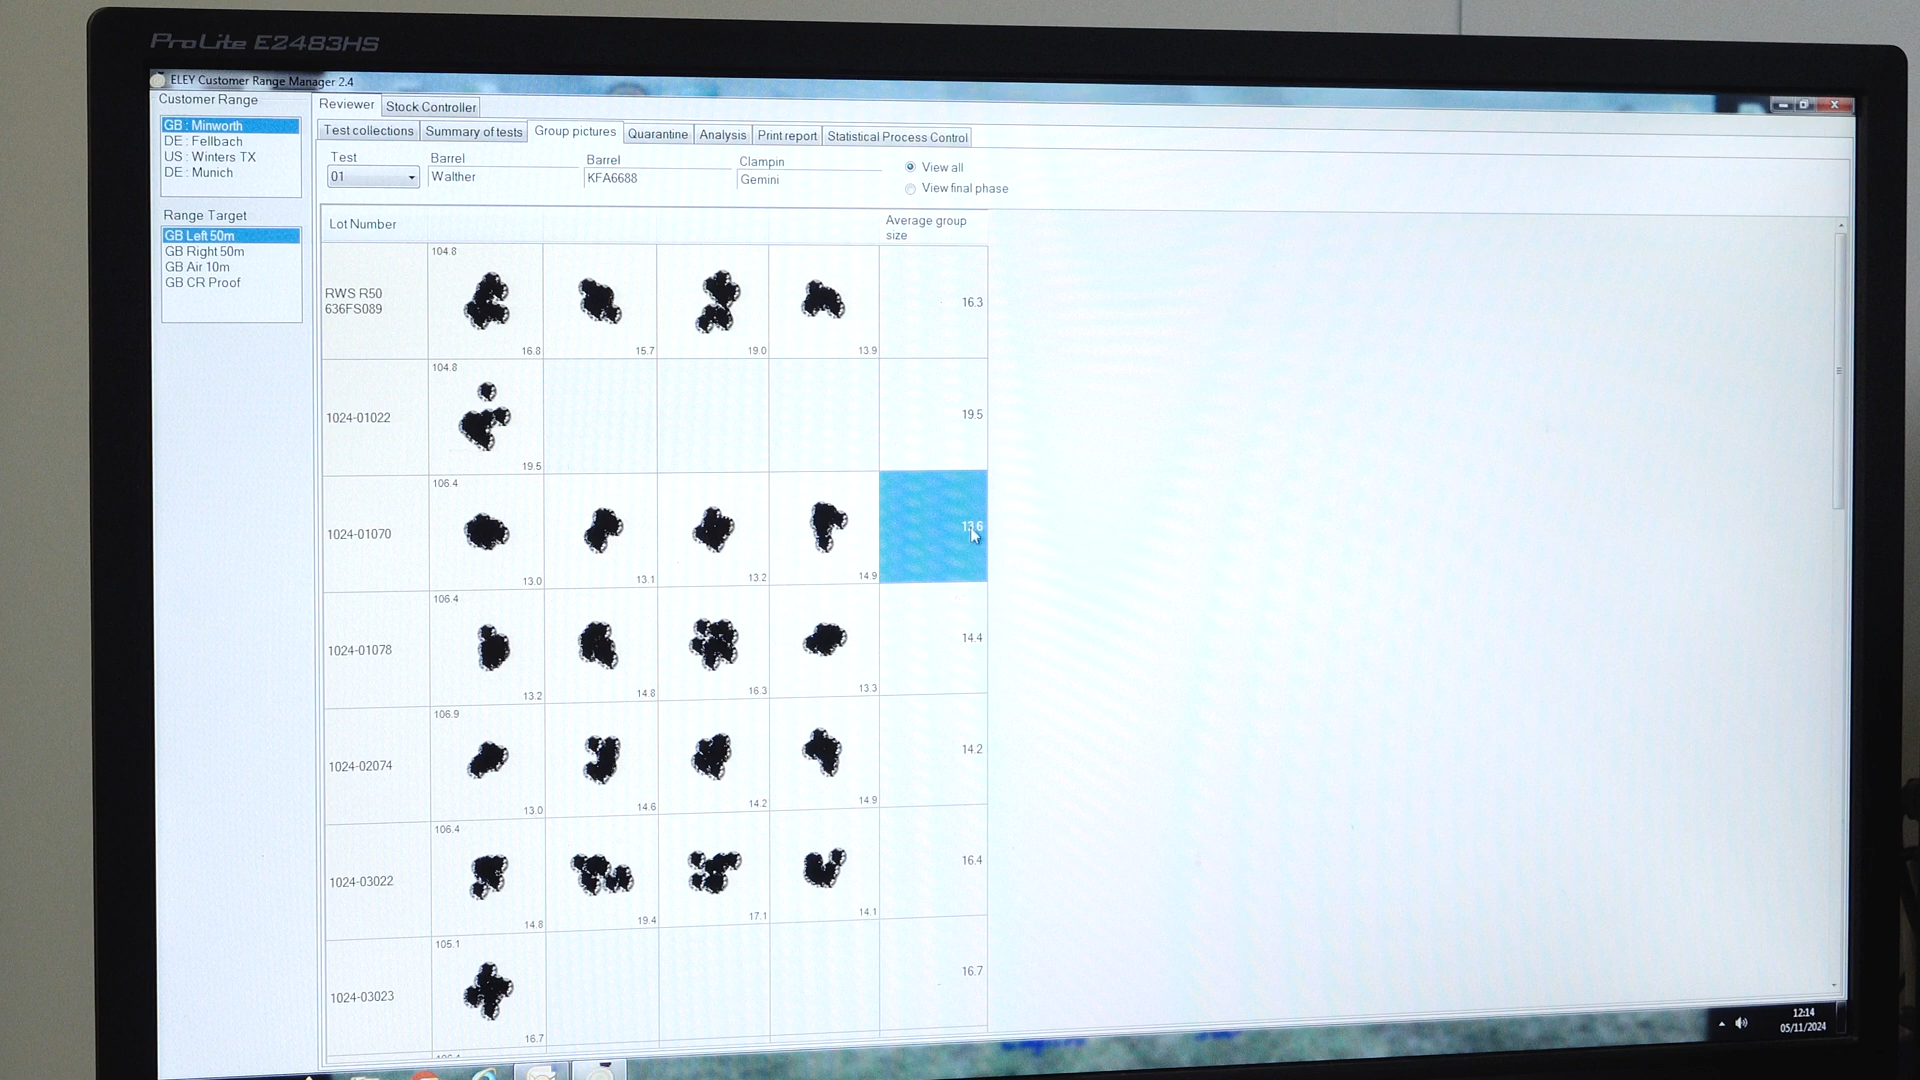 ProLite E2483HS
ELEY Customer Range Manager 2.4
Customer Range
GB : Minworth
DE : Fellbach
US : Winters TX
DE : Munich
Range Target
GB Left 50m
GB Right 50m
GB Air 10m
GB CR Proof
Reviewer
Stock Controller
Test collections
Summary of tests
Group pictures
Quarantine
Analysis
Print report
Statistical Process Control
Test
01
Barrel
Walther
Barrel
KFA6688
Clampin
Gemini
View all
View final phase
Lot Number
Average group
size
RWS R50
636FS089
104.8
16.8
15.7
19.0
13.9
16.3
1024-01022
104.8
19.5
19.5
1024-01070
106.4
13.0
13.1
13.2
14.9
13.6
1024-01078
106.4
13.2
14.8
16.3
13.3
14.4
1024-02074
106.9
13.0
14.6
14.2
14.9
14.2
1024-03022
106.4
14.8
19.4
17.1
14.1
16.4
1024-03023
105.1
16.7
16.7
12:14
05/11/2024